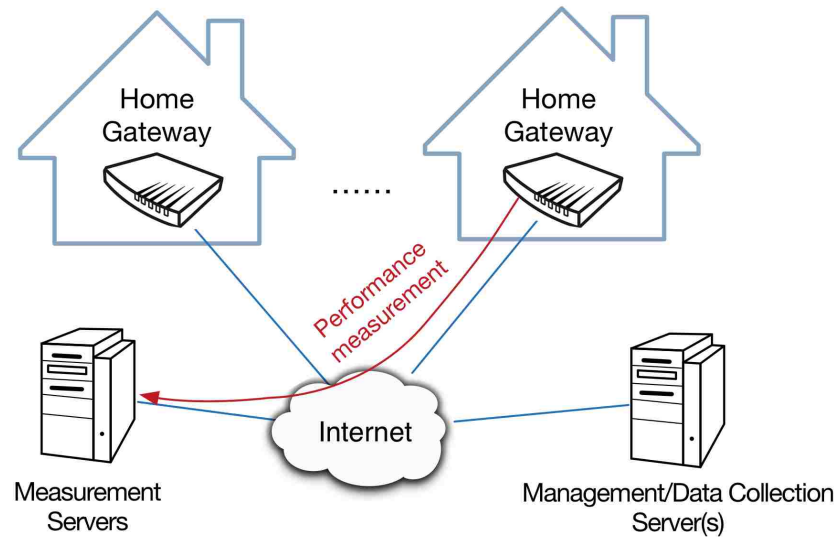 Home
Gateway
Home
Gateway
......
Performance
measurement
Internet
Measurement
Servers
Management/Data Collection
Server(s)